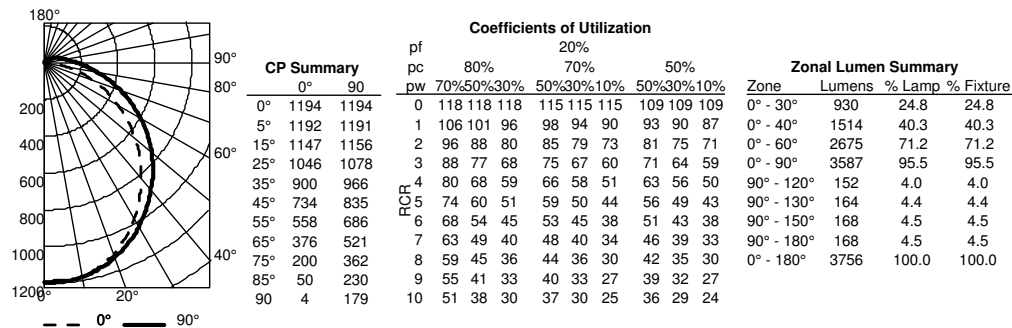 180°
90°
80°
60°
40°
200
400
600
800
1000
1200
0°
20°
0° 90°
CP Summary
0° 90
0° 1194 1194
5° 1192 1191
15° 1147 1156
25° 1046 1078
35° 900 966
45° 734 835
55° 558 686
65° 376 521
75° 200 362
85° 50 230
90 4 179
Coefficients of Utilization
pf 20%
pc 80% 70% 50%
pw 70%50%30% 50%30%10% 50%30%10%
RCR
0 118 118 118 115 115 115 109 109 109
1 106 101 96 98 94 90 93 90 87
2 96 88 80 85 79 73 81 75 71
3 88 77 68 75 67 60 71 64 59
4 80 68 59 66 58 51 63 56 50
5 74 60 51 59 50 44 56 49 43
6 68 54 45 53 45 38 51 43 38
7 63 49 40 48 40 34 46 39 33
8 59 45 36 44 36 30 42 35 30
9 55 41 33 40 33 27 39 32 27
10 51 38 30 37 30 25 36 29 24
Zonal Lumen Summary
Zone Lumens % Lamp % Fixture
0° - 30° 930 24.8 24.8
0° - 40° 1514 40.3 40.3
0° - 60° 2675 71.2 71.2
0° - 90° 3587 95.5 95.5
90° - 120° 152 4.0 4.0
90° - 130° 164 4.4 4.4
90° - 150° 168 4.5 4.5
90° - 180° 168 4.5 4.5
0° - 180° 3756 100.0 100.0